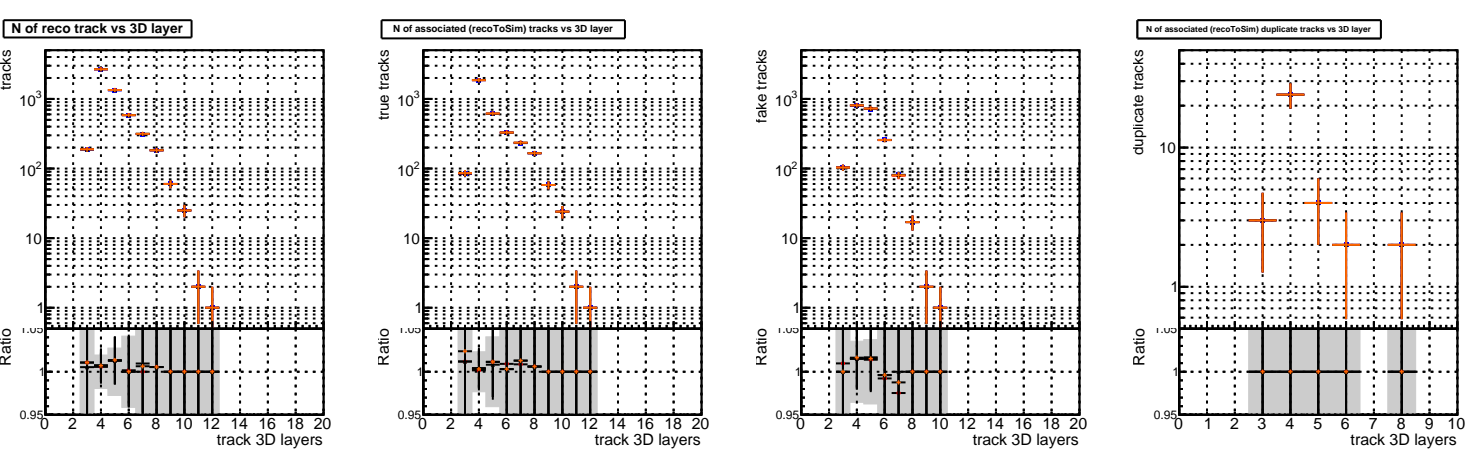 N of reco track vs 3D layer
tracks
10³
10²
10
1
Ratio
1.05
1
0.95
0 2 4 6 8 10 12 14 16 18 20
track 3D layers
N of associated (recoToSim) tracks vs 3D layer
true tracks
10³
10²
10
1
Ratio
1.05
1
0.95
0 2 4 6 8 10 12 14 16 18 20
track 3D layers
fake tracks
10³
10²
10
1
Ratio
1.05
1
0.95
0 2 4 6 8 10 12 14 16 18 20
track 3D layers
N of associated (recoToSim) duplicate tracks vs 3D layer
duplicate tracks
10
1
Ratio
1.05
1
0.95
0 1 2 3 4 5 6 7 8 9 10
track 3D layers